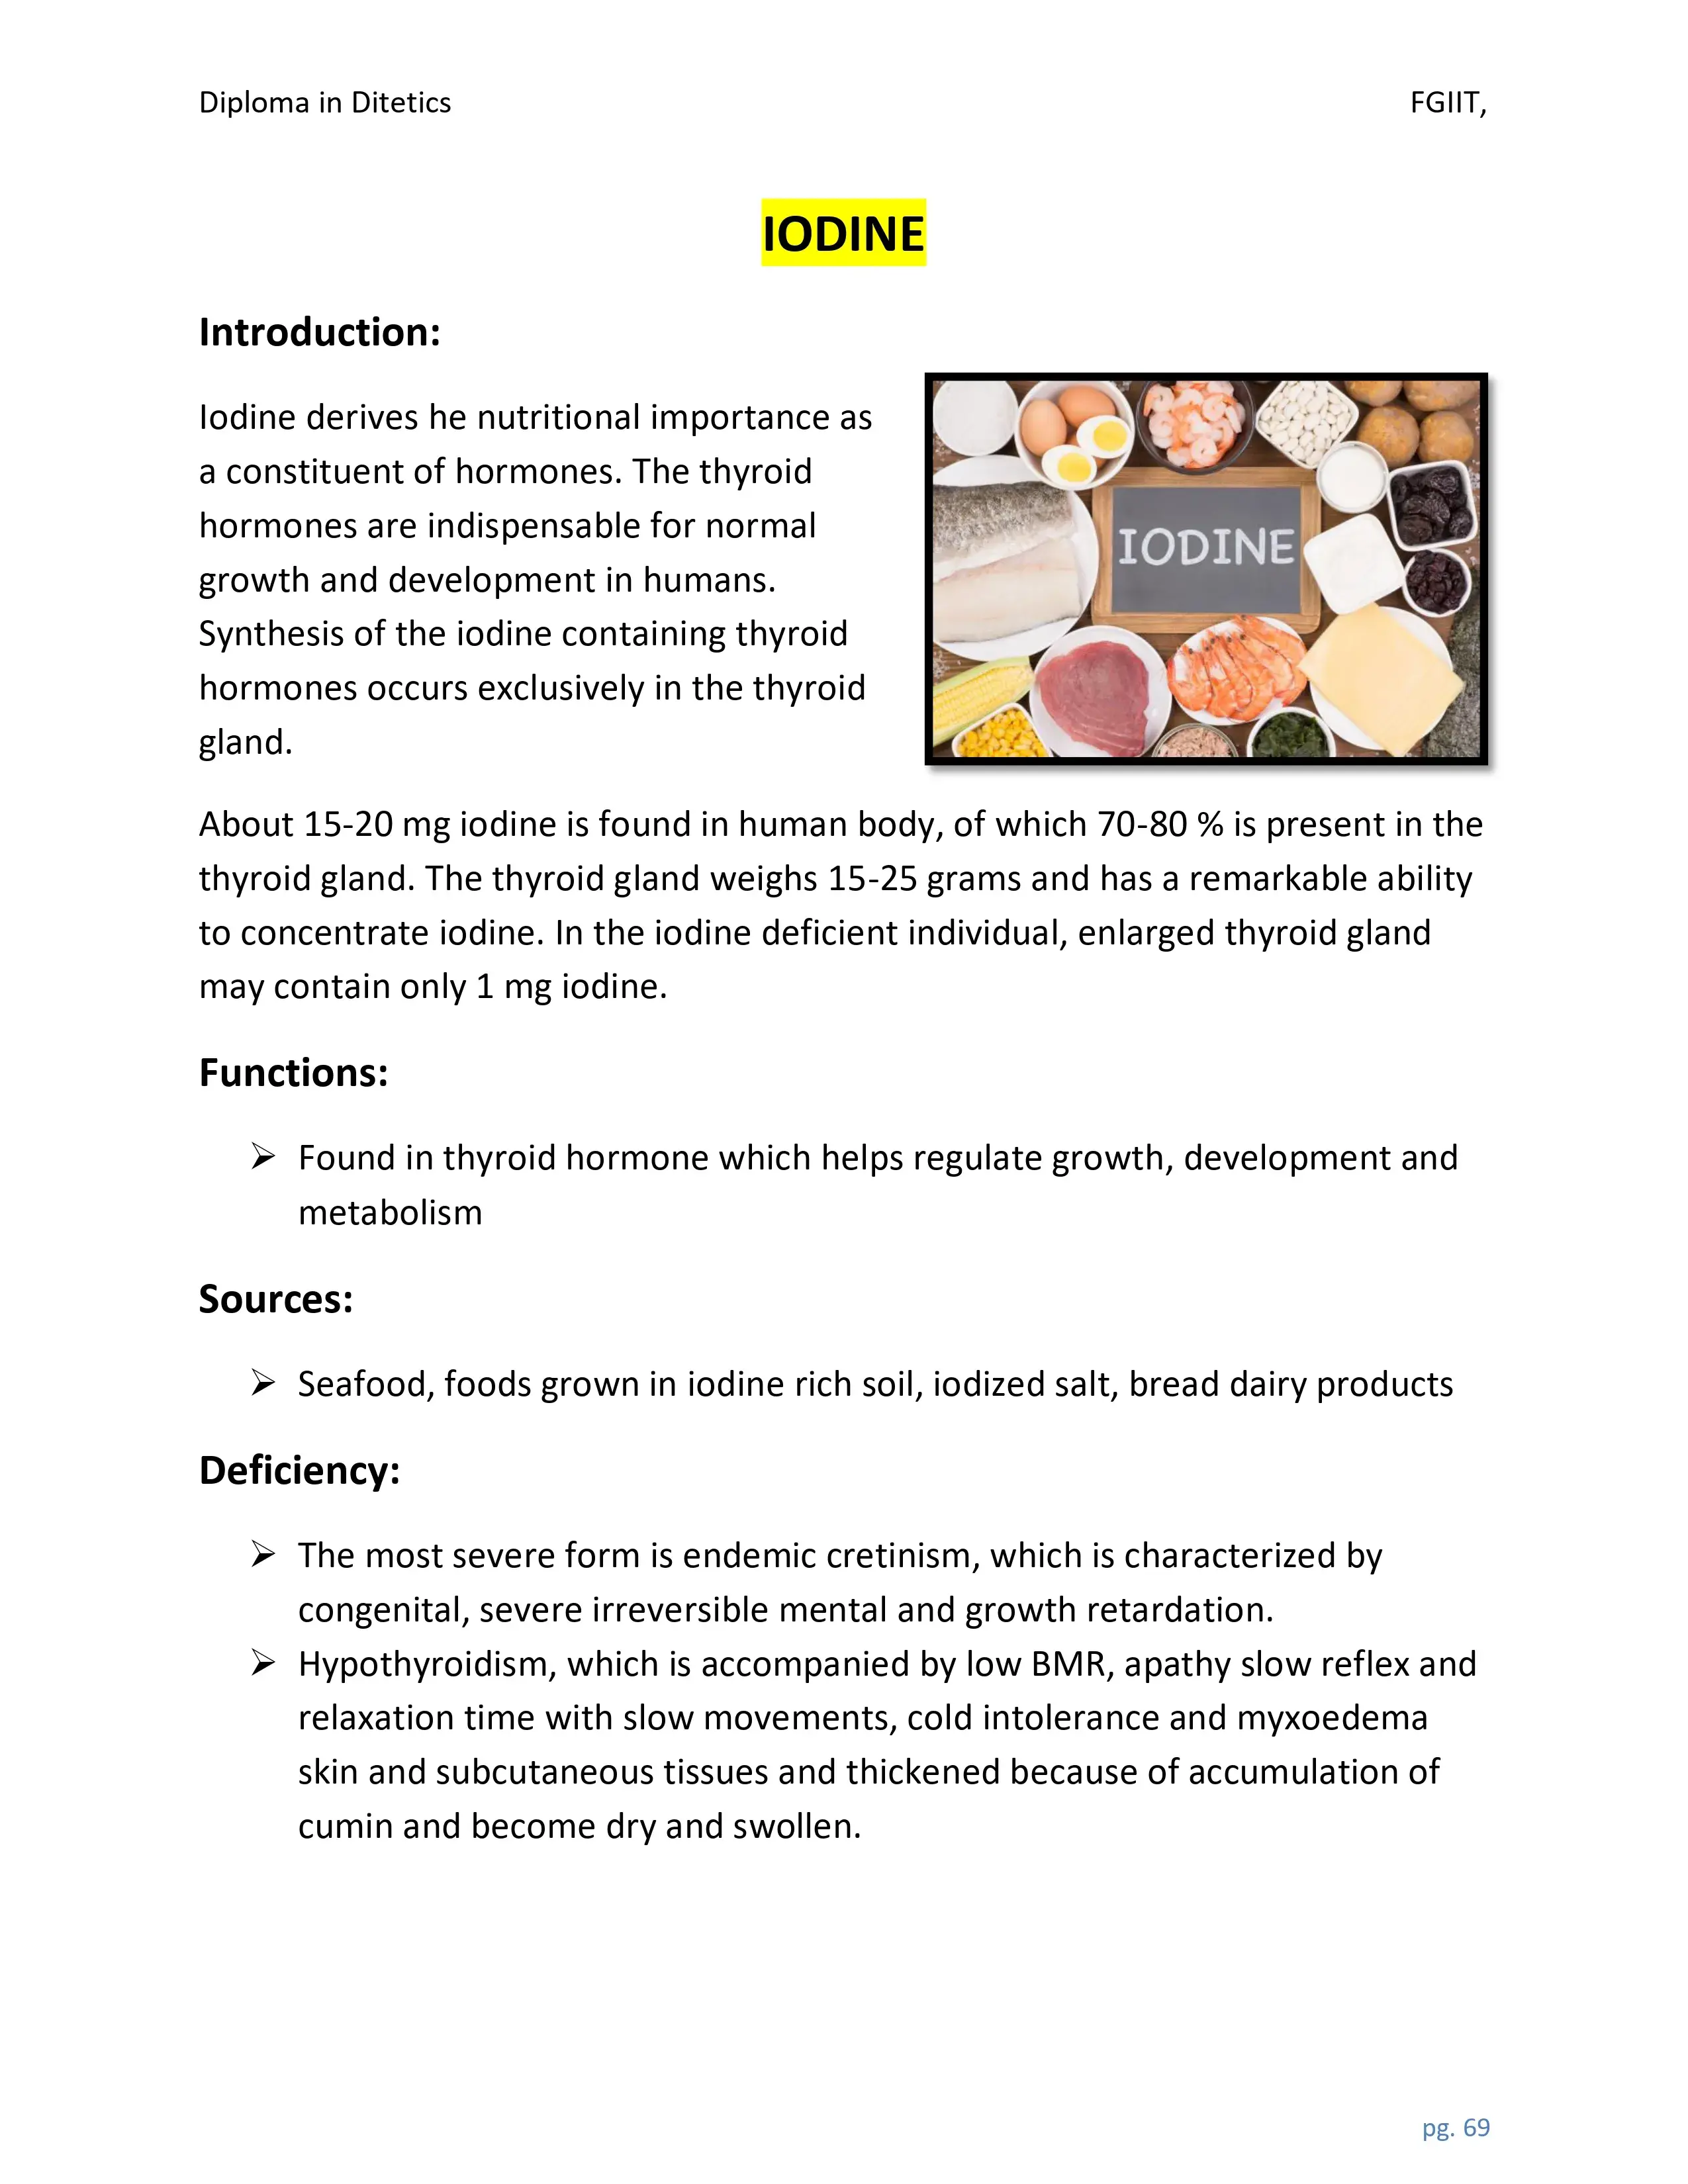 Diploma in Ditetics FGIIT,
IODINE
Introduction:
Iodine derives he nutritional importance as
a constituent of hormones. The thyroid
hormones are indispensable for normal
growth and development in humans.
Synthesis of the iodine containing thyroid
hormones occurs exclusively in the thyroid
gland.
IODINE
About 15-20 mg iodine is found in human body, of which 70-80 % is present in the
thyroid gland. The thyroid gland weighs 15-25 grams and has a remarkable ability
to concentrate iodine. In the iodine deficient individual, enlarged thyroid gland
may contain only 1 mg iodine.
Functions:
➢ Found in thyroid hormone which helps regulate growth, development and
metabolism
Sources:
➢ Seafood, foods grown in iodine rich soil, iodized salt, bread dairy products
Deficiency:
➢ The most severe form is endemic cretinism, which is characterized by
congenital, severe irreversible mental and growth retardation.
➢ Hypothyroidism, which is accompanied by low BMR, apathy slow reflex and
relaxation time with slow movements, cold intolerance and myxoedema
skin and subcutaneous tissues and thickened because of accumulation of
cumin and become dry and swollen.
pg. 69